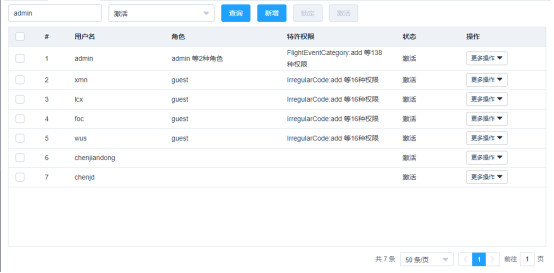 admin 激活 查询 新增 锁定 激活
# 用户名 角色 特许权限 状态 操作
1 admin admin 等2种角色 FlightEventCategory:add 等138种权限 激活 更多操作
2 xmn guest IrregularCode:add 等16种权限 激活 更多操作
3 lcx guest IrregularCode:add 等16种权限 激活 更多操作
4 foc guest IrregularCode:add 等16种权限 激活 更多操作
5 wus guest IrregularCode:add 等16种权限 激活 更多操作
6 chenjiandong 激活 更多操作
7 chenjd 激活 更多操作
共 7 条 50 条/页 1 前往 1 页